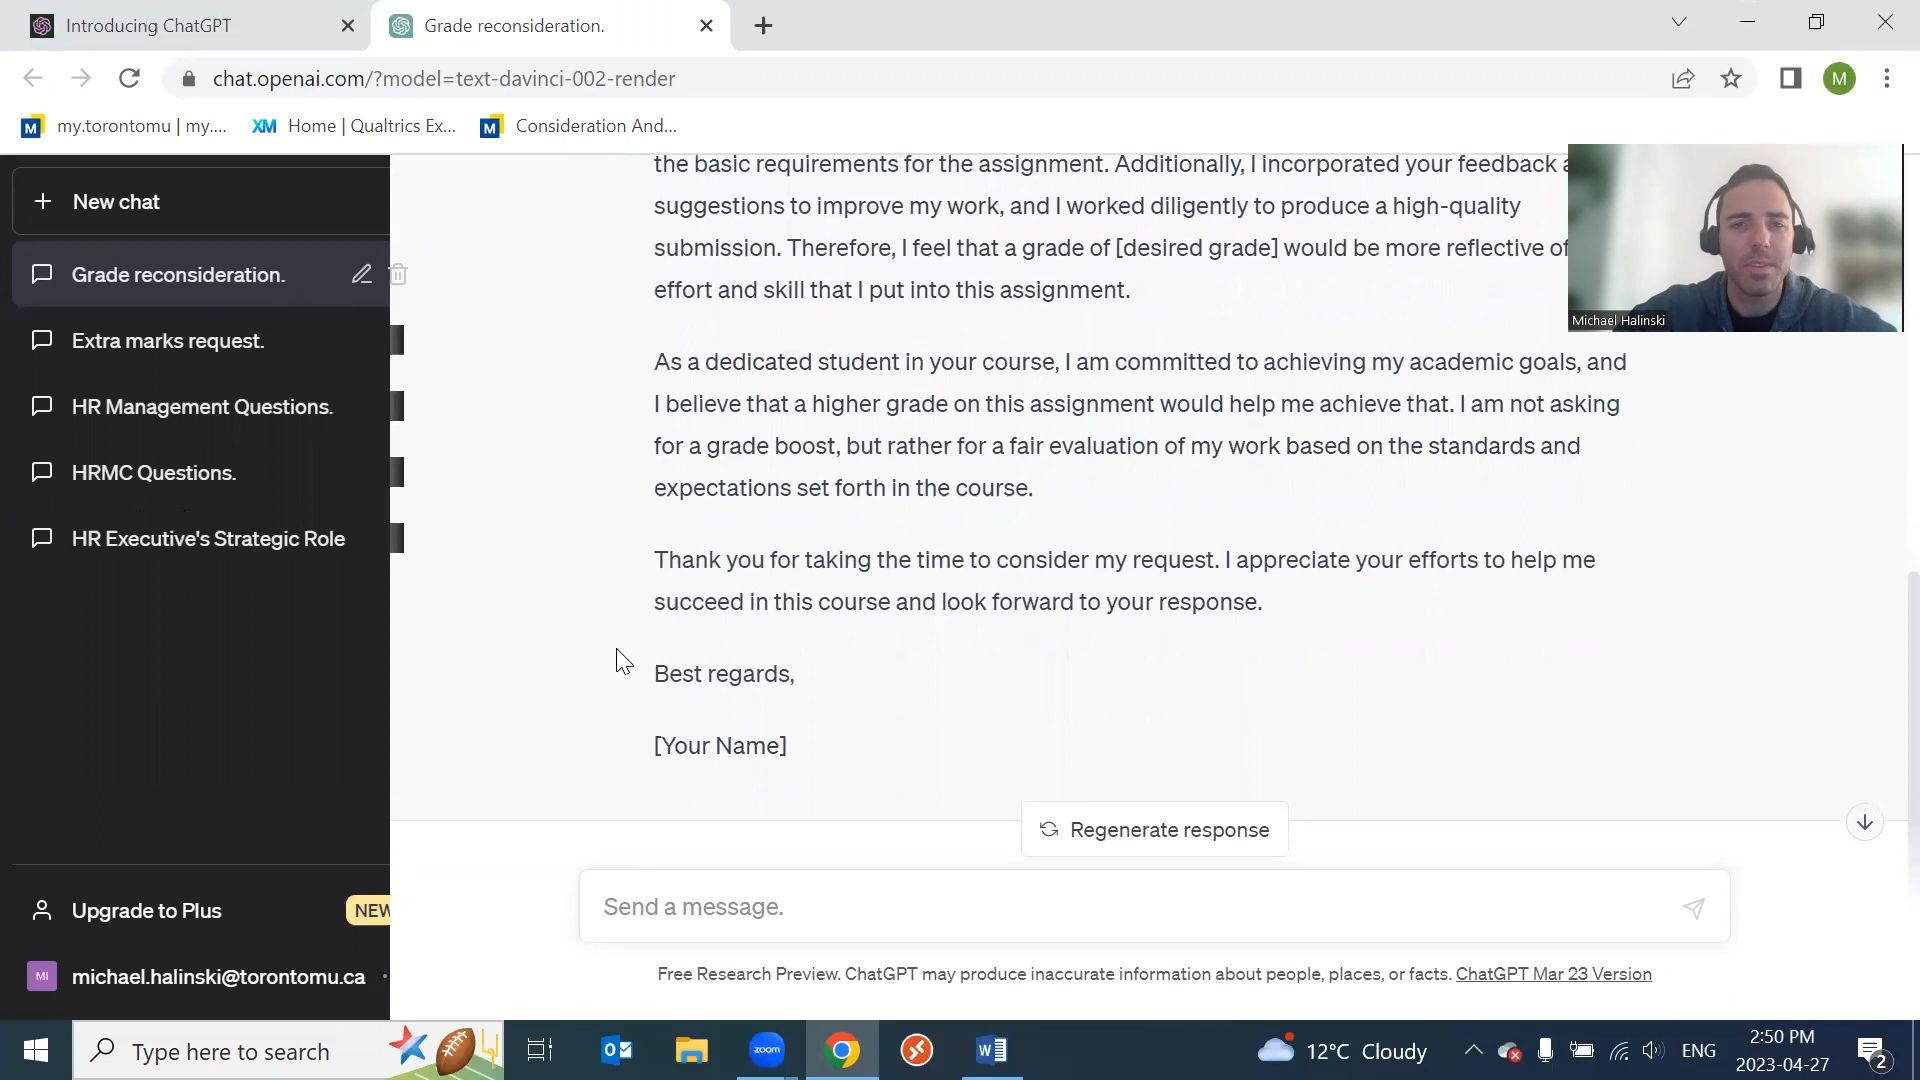 Introducing ChatGPT
Grade reconsideration.
chat.openai.com/?model=text-davinci-002-render
M
M my.torontomu | my....
XM Home | Qualtrics Ex...
M Consideration And...
New chat
Grade reconsideration.
Extra marks request.
HR Management Questions.
HRMC Questions.
HR Executive's Strategic Role
Upgrade to Plus
NEW
MI michael.halinski@torontomu.ca
the basic requirements for the assignment. Additionally, I incorporated your feedback
suggestions to improve my work, and I worked diligently to produce a high-quality
submission. Therefore, I feel that a grade of [desired grade] would be more reflective of
effort and skill that I put into this assignment.
As a dedicated student in your course, I am committed to achieving my academic goals, and
I believe that a higher grade on this assignment would help me achieve that. I am not asking
for a grade boost, but rather for a fair evaluation of my work based on the standards and
expectations set forth in the course.
Thank you for taking the time to consider my request. I appreciate your efforts to help me
succeed in this course and look forward to your response.
Best regards,
[Your Name]
Michael Halinski
Regenerate response
Send a message.
Free Research Preview. ChatGPT may produce inaccurate information about people, places, or facts. ChatGPT Mar 23 Version
Type here to search
zoom
12°C Cloudy
ENG
2:50 PM
2023-04-27
2